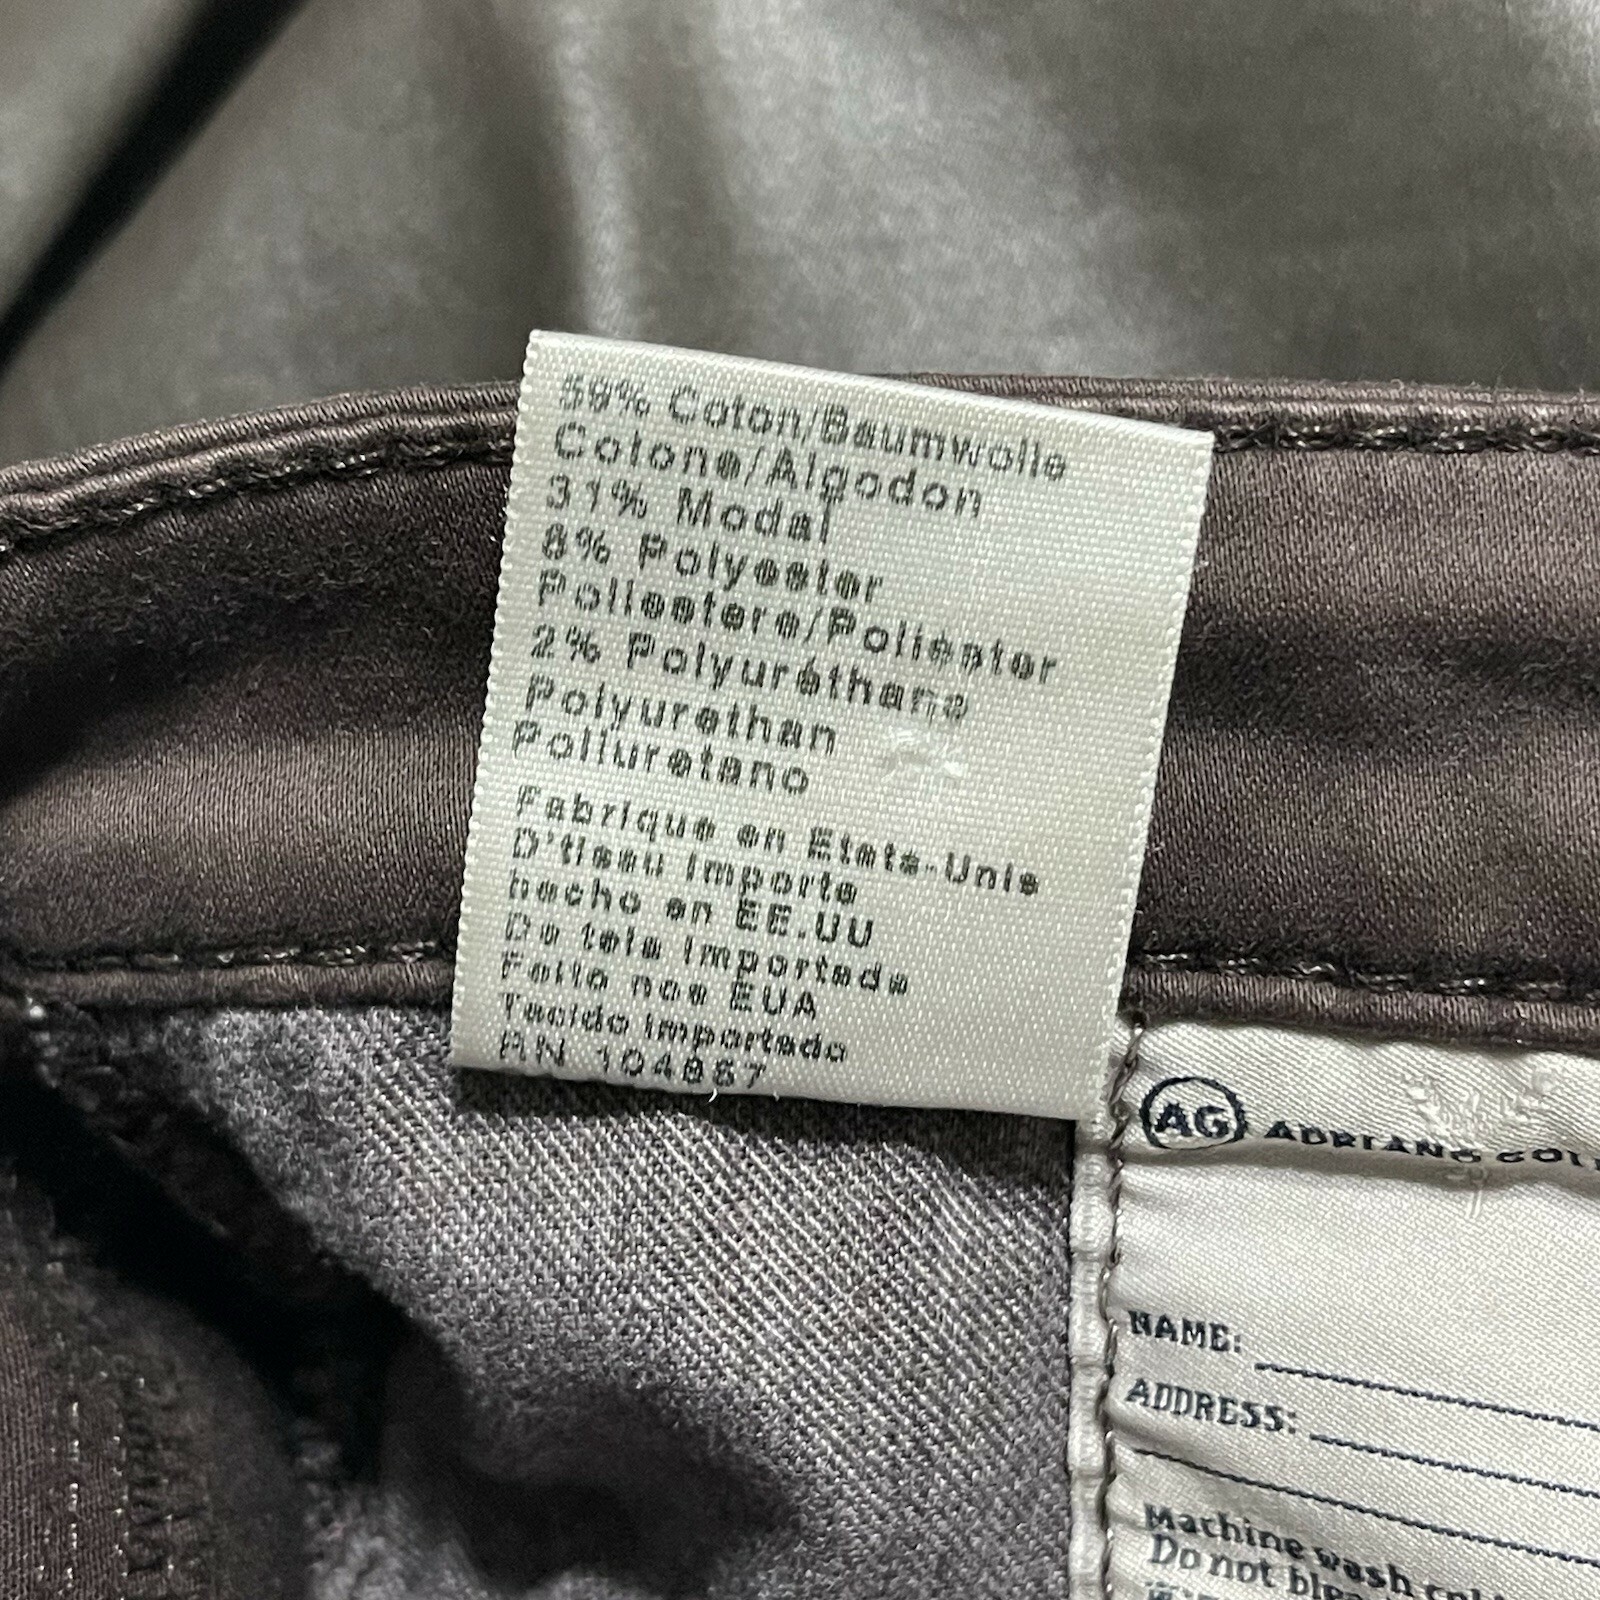 59% Coton/Baumwolle
Cotone/Algodon
31% Modal
8% Polyester
Poliestere/Poliester
2% Polyuréthane
Polyurethan
Poliuretano
Fabrique en Etats-Unis
D'tissu importe
hecho en EE.UU
De tela importada
Feito nos EUA
Tecido importado
RN 104867
AG ADRIANO
NAME:
ADDRESS:
Machine wash
Do not